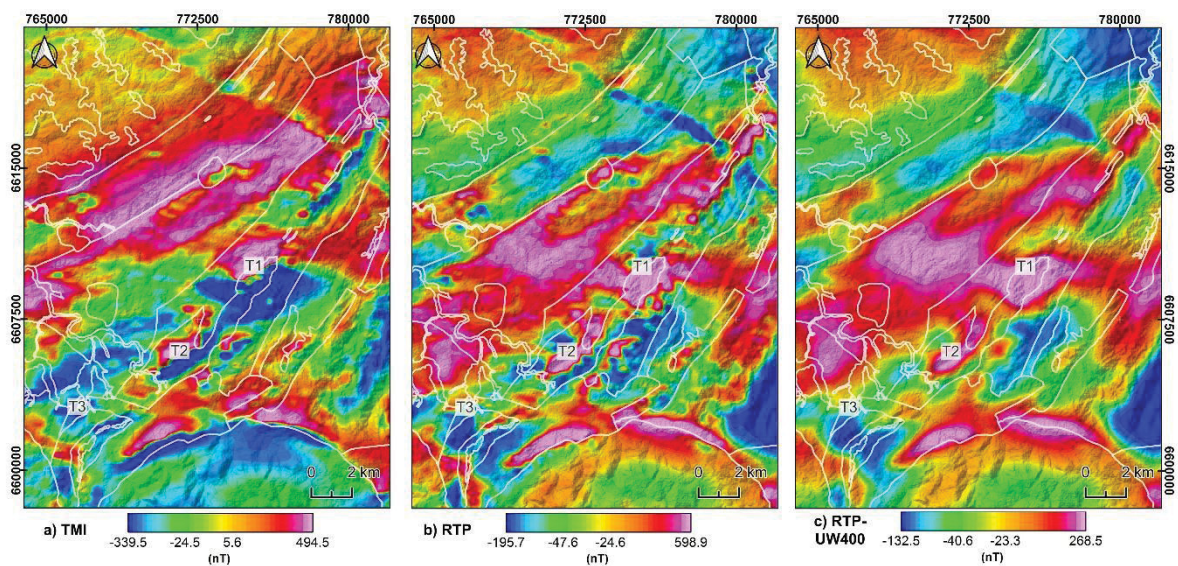 765000 772500 780000 765000 772500 780000 765000 772500 780000
6615000 6615000
T1 T1 T1
6607500 6607500
T2 T2 T2
T3 T3 T3
6600000 6600000
0 2 km 0 2 km 0 2 km
a) TMI b) RTP c) RTP-UW400
-339.5 -24.5 5.6 494.5 -195.7 -47.6 -24.6 598.9 -132.5 -40.6 -23.3 268.5
(nT) (nT) (nT)